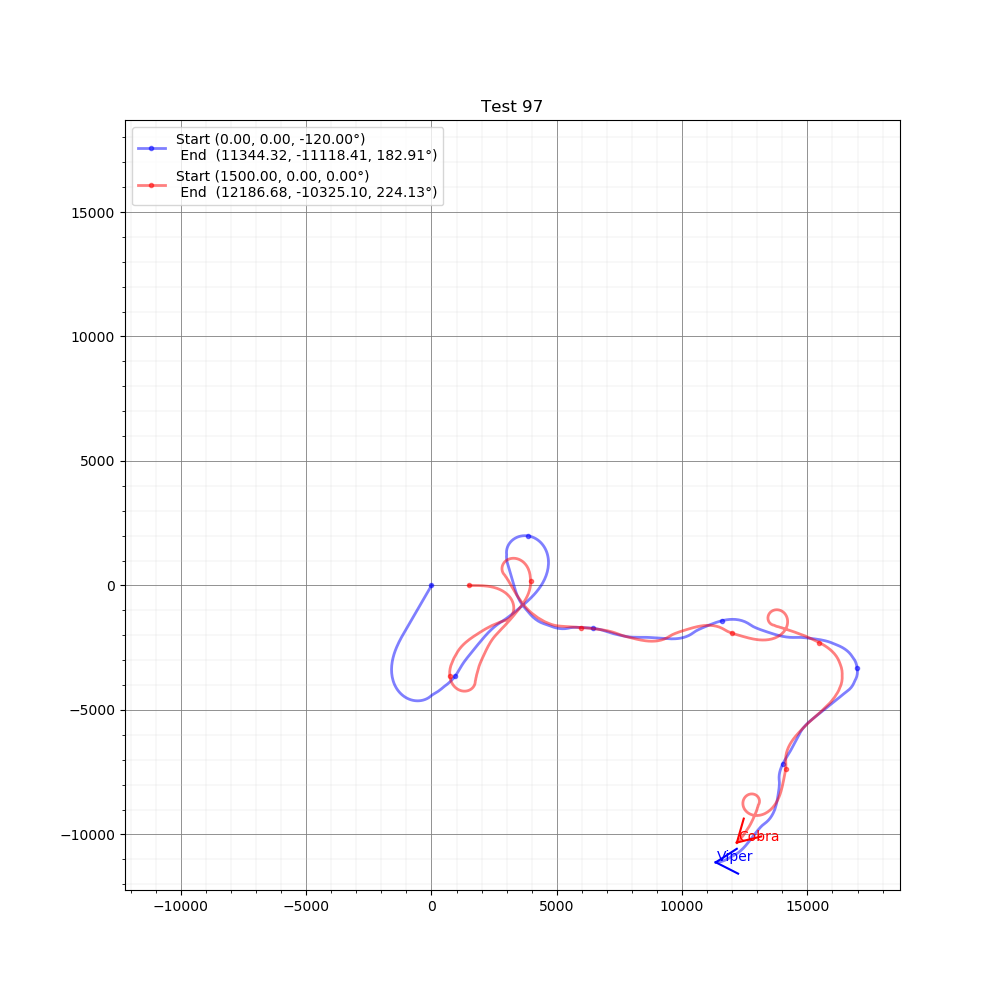 Test 97
Start (0.00, 0.00, -120.00°)
End  (11344.32, -11118.41, 182.91°)
Start (1500.00, 0.00, 0.00°)
End  (12186.68, -10325.10, 224.13°)
15000
10000
5000
0
−5000
−10000
Cobra
Viper
−10000
−5000
0
5000
10000
15000